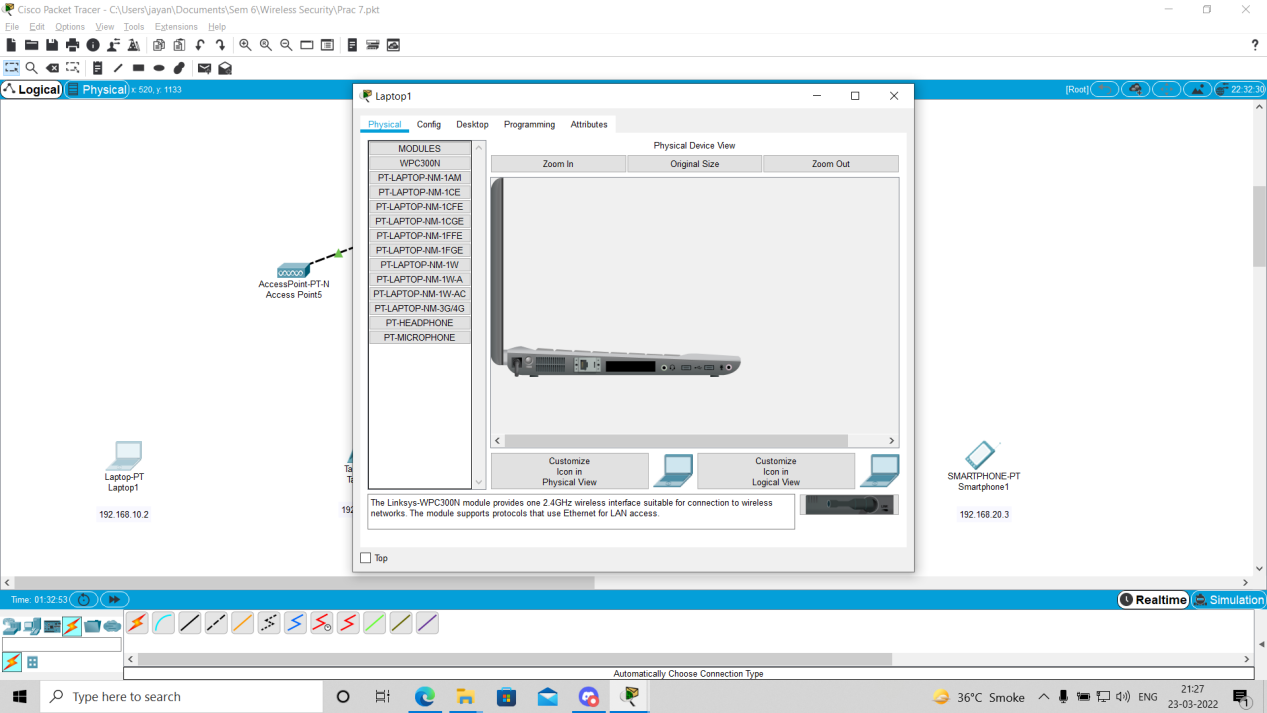 Cisco Packet Tracer - C:\Users\jayan\Documents\Sem 6\Wireless Security\Prac 7.pkt
File Edit Options View Tools Extensions Help
?
Logical Physical x: 520, y: 1133
[Root] 22:32:30
Laptop1
Physical Config Desktop Programming Attributes
MODULES
WPC300N
PT-LAPTOP-NM-1AM
PT-LAPTOP-NM-1CE
PT-LAPTOP-NM-1CFE
PT-LAPTOP-NM-1CGE
PT-LAPTOP-NM-1FFE
PT-LAPTOP-NM-1FGE
PT-LAPTOP-NM-1W
PT-LAPTOP-NM-1W-A
PT-LAPTOP-NM-1W-AC
PT-LAPTOP-NM-3G/4G
PT-HEADPHONE
PT-MICROPHONE
Physical Device View
Zoom In Original Size Zoom Out
Customize
Icon in
Physical View
Customize
Icon in
Logical View
The Linksys-WPC300N module provides one 2.4GHz wireless interface suitable for connection to wireless
networks. The module supports protocols that use Ethernet for LAN access.
Top
AccessPoint-PT-N
Access Point5
Laptop-PT
Laptop1
192.168.10.2
Ta
Ta
192
SMARTPHONE-PT
Smartphone1
192.168.20.3
Time: 01:32:53
Realtime Simulation
Automatically Choose Connection Type
Type here to search
36°C Smoke
ENG
21:27
23-03-2022
1